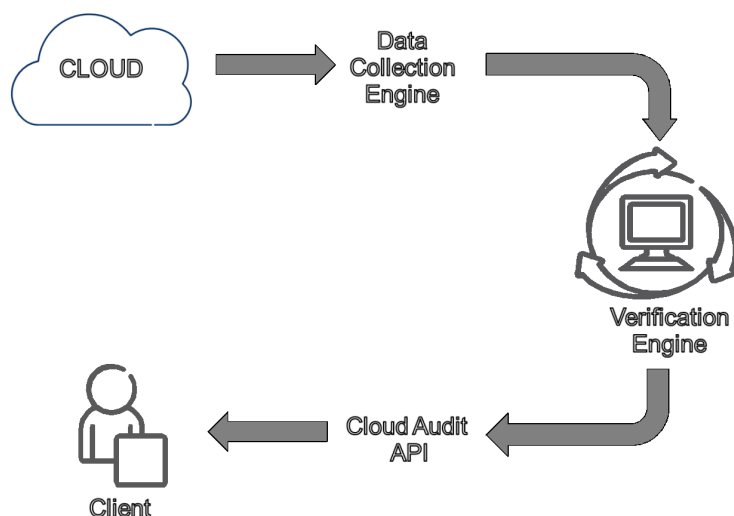 CLOUD
Data
Collection
Engine
Verification
Engine
Cloud Audit
API
Client